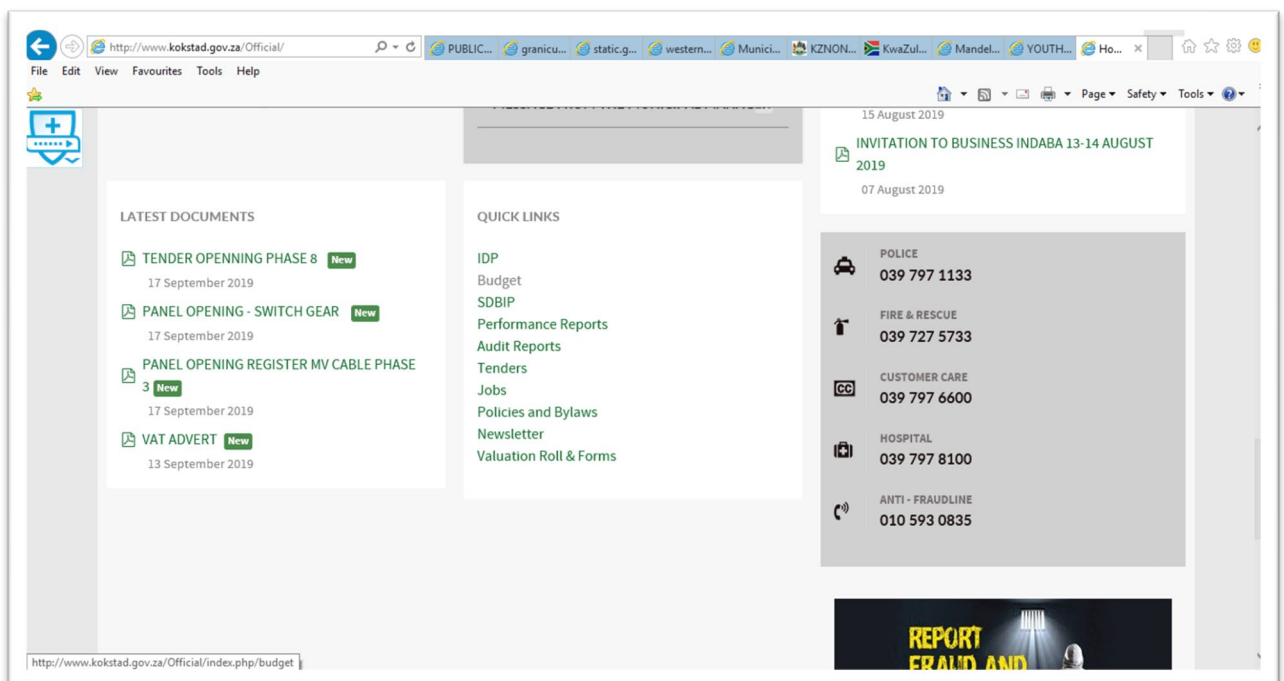 http://www.kokstad.gov.za/Official/
PUBLIC...
granicu...
static.g...
western...
Munici...
KZNON...
KwaZul...
Mandel...
YOUTH...
Ho...
File Edit View Favourites Tools Help
Page Safety Tools
15 August 2019
INVITATION TO BUSINESS INDABA 13-14 AUGUST
2019
07 August 2019
LATEST DOCUMENTS
TENDER OPENNING PHASE 8 New
17 September 2019
PANEL OPENING - SWITCH GEAR New
17 September 2019
PANEL OPENING REGISTER MV CABLE PHASE
3 New
17 September 2019
VAT ADVERT New
13 September 2019
QUICK LINKS
IDP
Budget
SDBIP
Performance Reports
Audit Reports
Tenders
Jobs
Policies and Bylaws
Newsletter
Valuation Roll & Forms
POLICE
039 797 1133
FIRE & RESCUE
039 727 5733
CC
CUSTOMER CARE
039 797 6600
HOSPITAL
039 797 8100
ANTI - FRAUDLINE
010 593 0835
REPORT
FRAUD AND
http://www.kokstad.gov.za/Official/index.php/budget